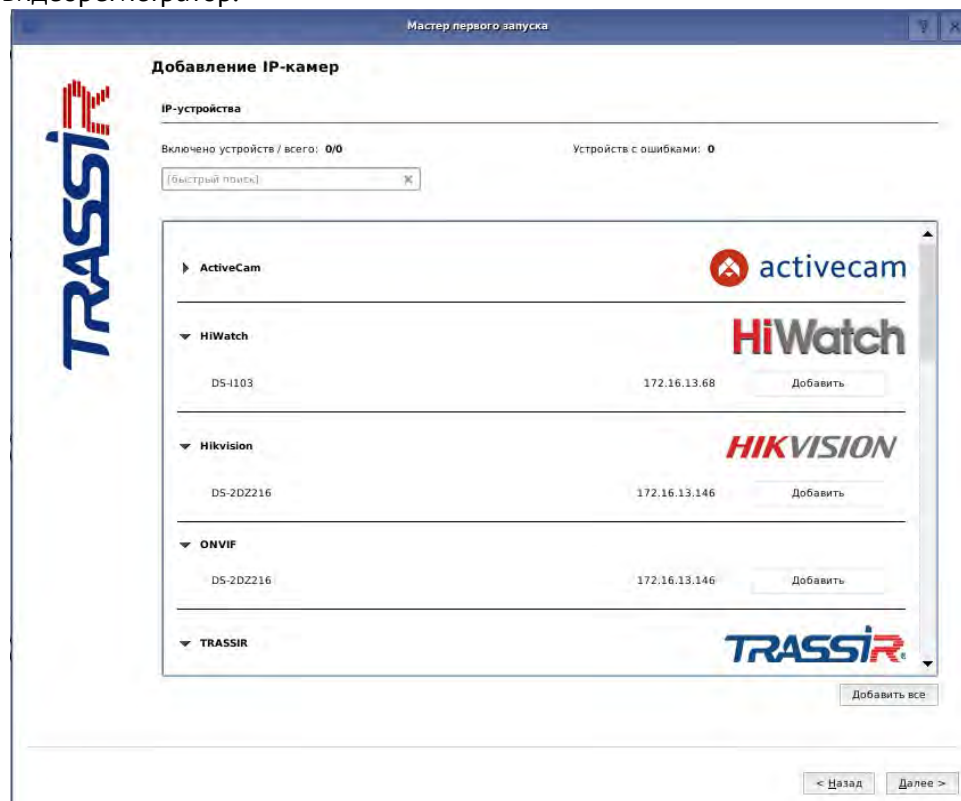 видеорегистратор.
Мастер первого запуска
TRASSIR
Добавление IP-камер
IP-устройства
Включено устройств / всего: 0/0
Устройств с ошибками: 0
[быстрый поиск]
ActiveCam
activecam
HiWatch
HiWatch
DS-I103 172.16.13.68 Добавить
Hikvision
HIKVISION
DS-2DZ216 172.16.13.146 Добавить
ONVIF
DS-2DZ216 172.16.13.146 Добавить
TRASSIR
TRASSIR
Добавить все
< Назад Далее >